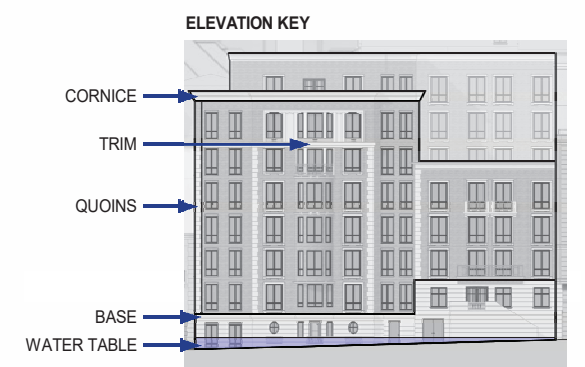 ELEVATION KEY
CORNICE
TRIM
QUOINS
BASE
WATER TABLE